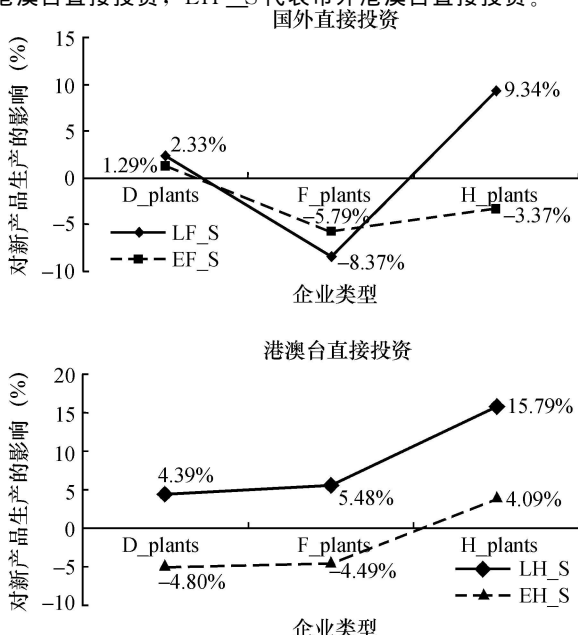 港澳台直接投资；EH_S代表市外港澳台直接投资。
国外直接投资
对新产品生产的影响 (%)
15
10
5
0
−5
−10
2.33%
1.29%
9.34%
D_plants F_plants H_plants
−5.79%
−3.37%
−8.37%
LF_S
EF_S
企业类型
港澳台直接投资
对新产品生产的影响 (%)
20
15
10
5
0
−5
−10
15.79%
4.39%
5.48%
4.09%
D_plants F_plants H_plants
−4.80%
−4.49%
LH_S
EH_S
企业类型